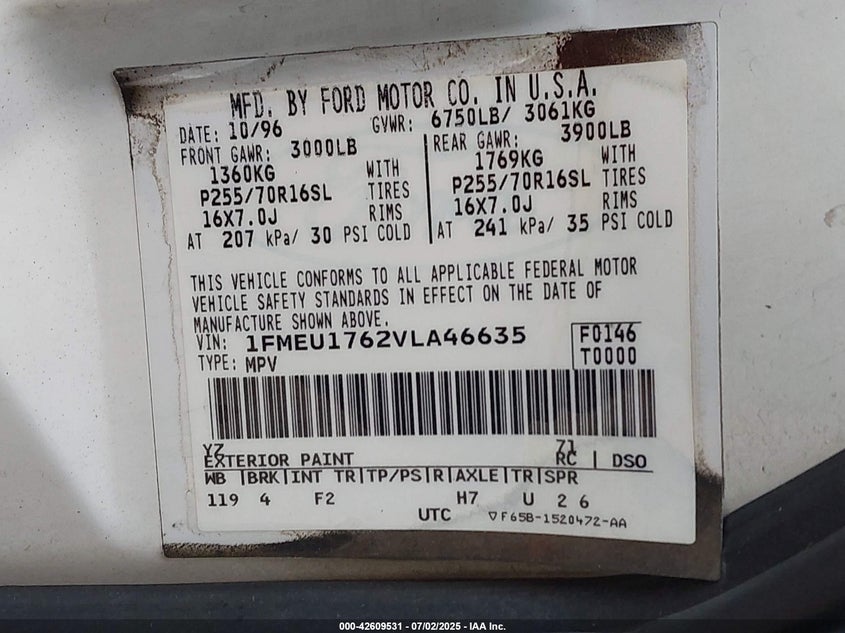 MFD. BY FORD MOTOR CO. IN U.S.A.
DATE: 10/96 GVWR: 6750LB/ 3061KG
FRONT GAWR: 3000LB REAR GAWR: 3900LB
1360KG WITH 1769KG WITH
P255/70R16SL TIRES P255/70R16SL TIRES
16X7.0J RIMS 16X7.0J RIMS
AT 207 kPa/ 30 PSI COLD AT 241 kPa/ 35 PSI COLD
THIS VEHICLE CONFORMS TO ALL APPLICABLE FEDERAL MOTOR
VEHICLE SAFETY STANDARDS IN EFFECT ON THE DATE OF
MANUFACTURE SHOWN ABOVE.
VIN: 1FMEU1762VLA46635 F0146
TYPE: MPV T0000
YZ 71
EXTERIOR PAINT RC | DSO
WB |BRK|INT TR|TP/PS|R|AXLE|TR|SPR
119 4 F2 H7 U 2 6
UTC ▽F65B-1520472-AA
000-42609531 - 07/02/2025 - IAA Inc.